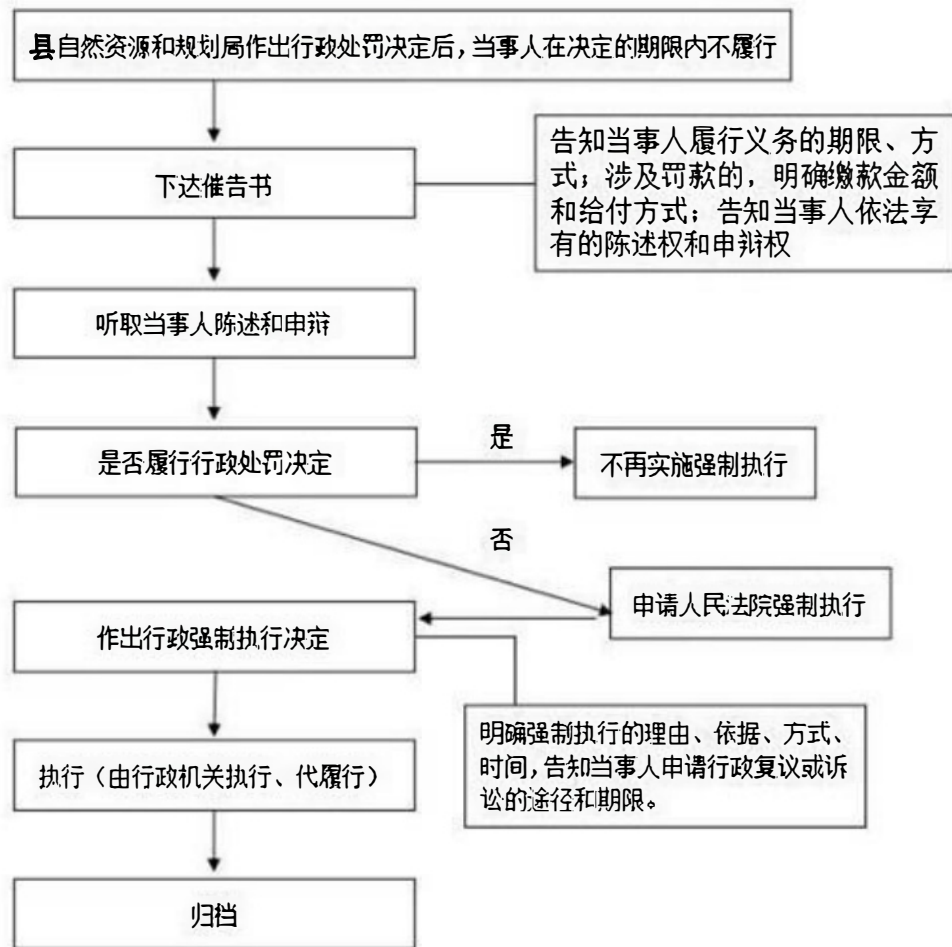 县自然资源和规划局作出行政处罚决定后，当事人在决定的期限内不履行
下达催告书
告知当事人履行义务的期限、方
式；涉及罚款的，明确缴款金额
和给付方式；告知当事人依法享
有的陈述权和申辩权
听取当事人陈述和申辩
是否履行行政处罚决定
是
不再实施强制执行
否
申请人民法院强制执行
作出行政强制执行决定
明确强制执行的理由、依据、方式、
时间，告知当事人申请行政复议或诉
讼的途径和期限。
执行（由行政机关执行、代履行）
归档